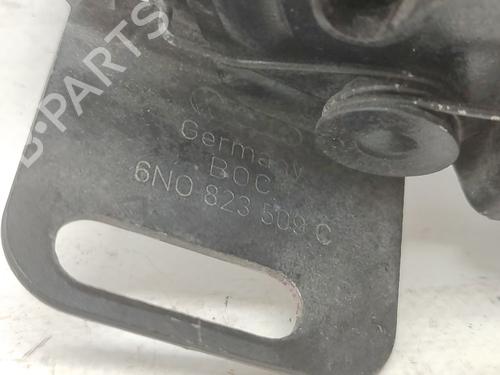 B-PARTS
Germany
BOC
6N0 823 509 C